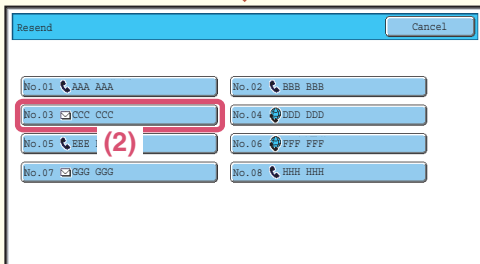 Resend Cancel
No.01 AAA AAA No.02 BBB BBB
No.03 CCC CCC No.04 DDD DDD
No.05 EEE No.06 FFF FFF
(2)
No.07 GGG GGG No.08 HHH HHH